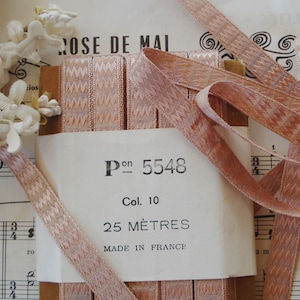 ROSE DE MAI
Pon 5548
Col. 10
25 MÈTRES
MADE IN FRANCE